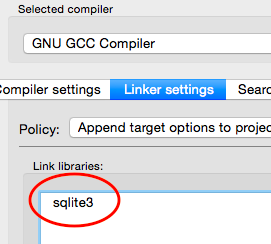 Selected compiler
GNU GCC Compiler
Compiler settings Linker settings Searc
Policy: Append target options to projec
Link libraries:
sqlite3